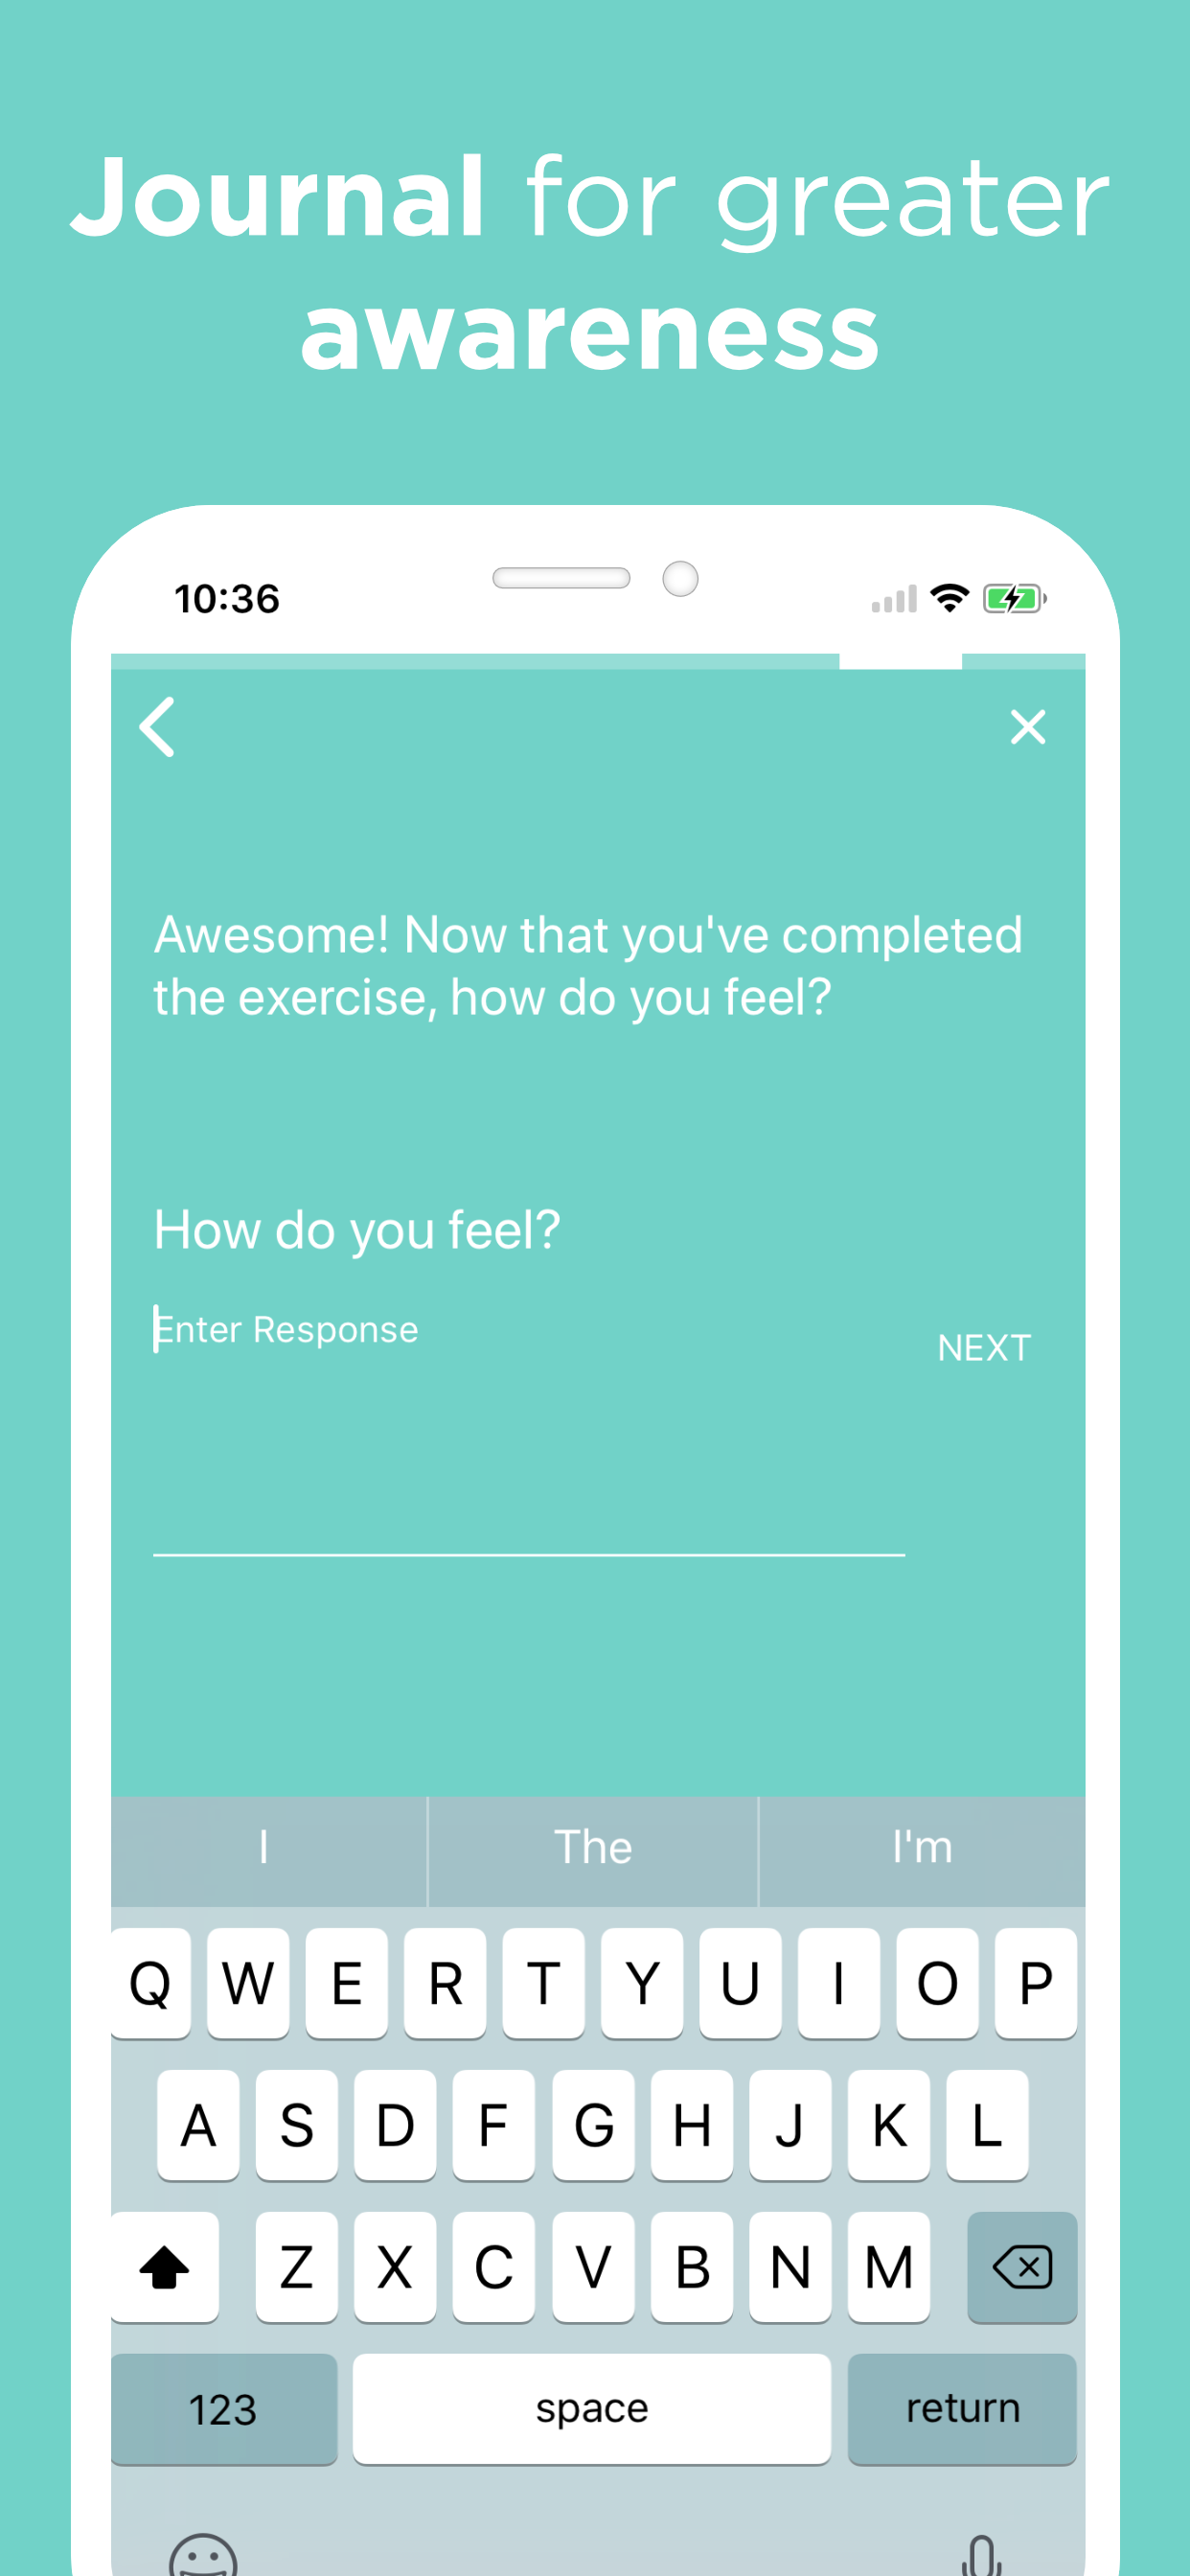 Journal for greater
awareness
10:36
Awesome! Now that you've completed
the exercise, how do you feel?
How do you feel?
Enter Response
NEXT
I The I'm
Q W E R T Y U I O P
A S D F G H J K L
Z X C V B N M
123 space return